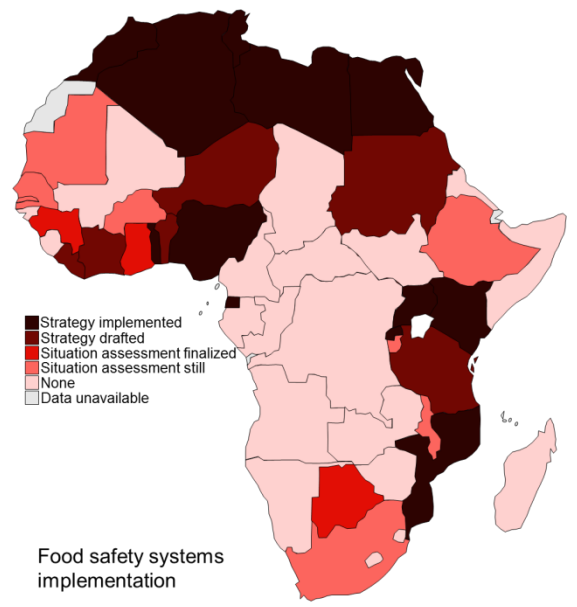 Strategy implemented
Strategy drafted
Situation assessment finalized
Situation assessment still
None
Data unavailable
Food safety systems
implementation